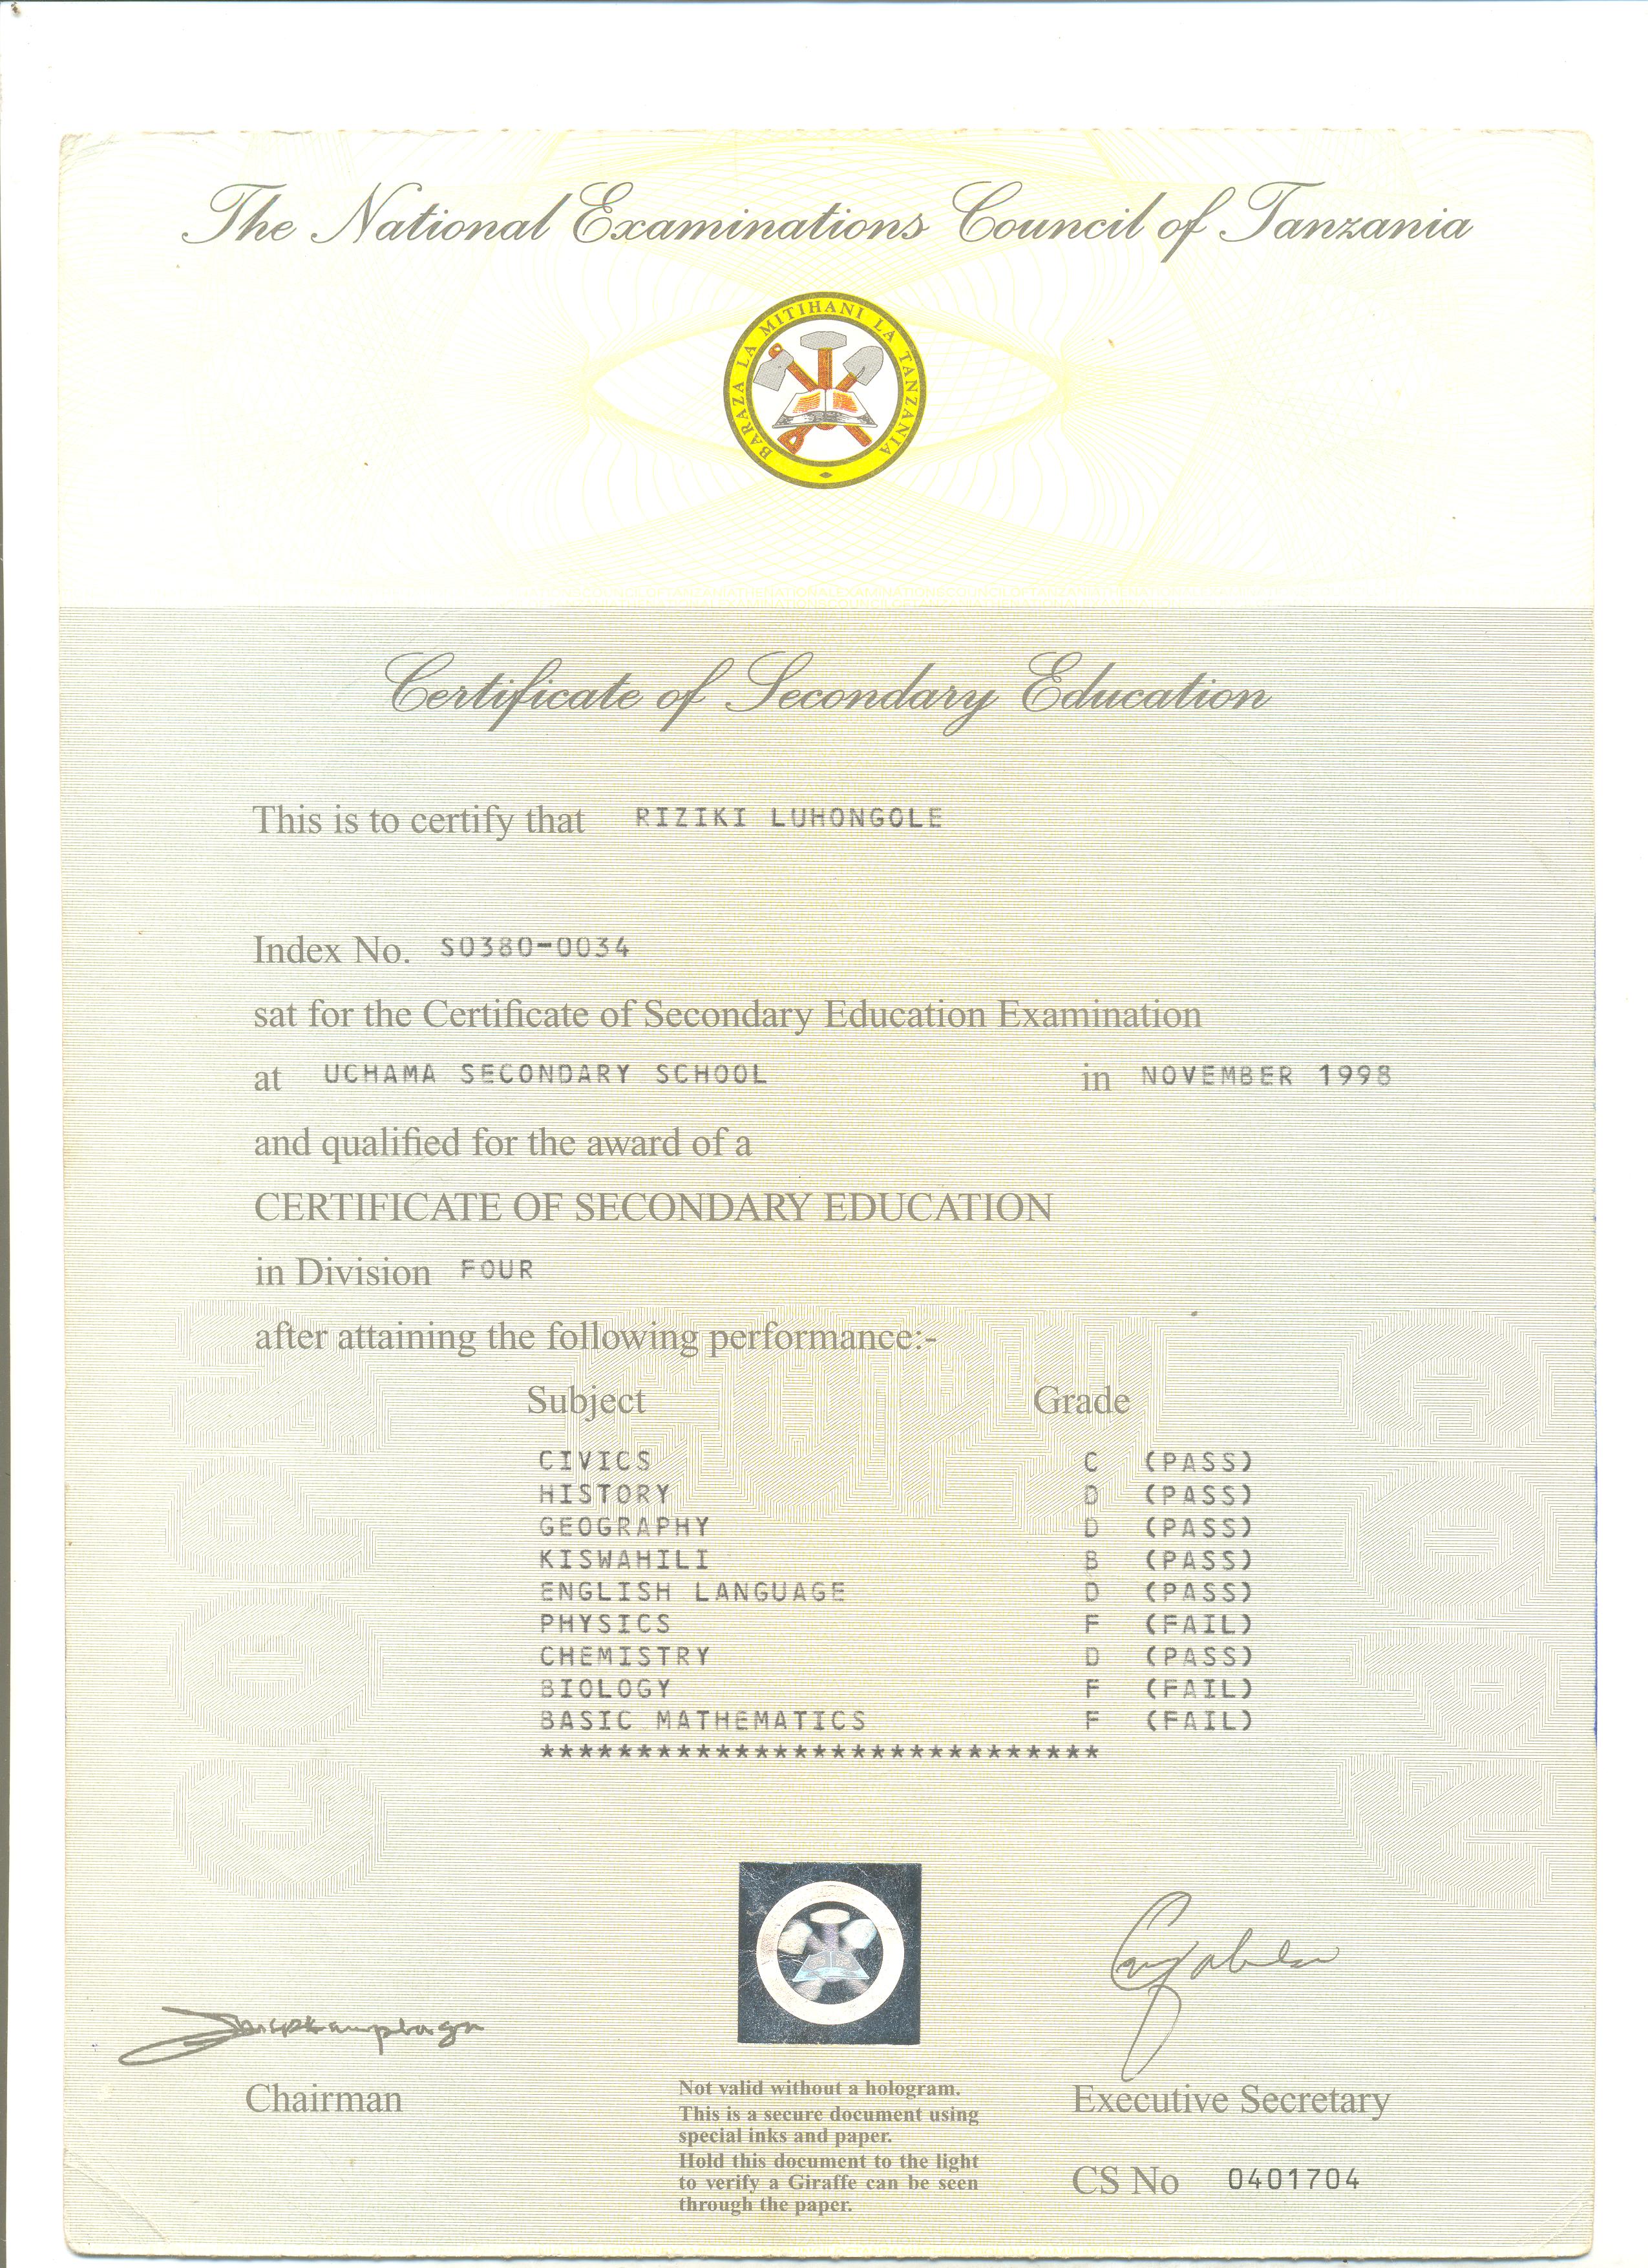 The National Examinations Council of Tanzania
BARAZA LA MITIHANI LA TANZANIA
Certificate of Secondary Education
This is to certify that RIZIKI LUHONGOLE
Index No. S0380-0034
sat for the Certificate of Secondary Education Examination
at UCHAMA SECONDARY SCHOOL in NOVEMBER 1998
and qualified for the award of a
CERTIFICATE OF SECONDARY EDUCATION
in Division FOUR
after attaining the following performance:-
Subject Grade
CIVICS C (PASS)
HISTORY D (PASS)
GEOGRAPHY D (PASS)
KISWAHILI B (PASS)
ENGLISH LANGUAGE D (PASS)
PHYSICS F (FAIL)
CHEMISTRY D (PASS)
BIOLOGY F (FAIL)
BASIC MATHEMATICS F (FAIL)
*****************************
Chairman
Not valid without a hologram.
This is a secure document using
special inks and paper.
Hold this document to the light
to verify a Giraffe can be seen
through the paper.
Executive Secretary
CS No 0401704